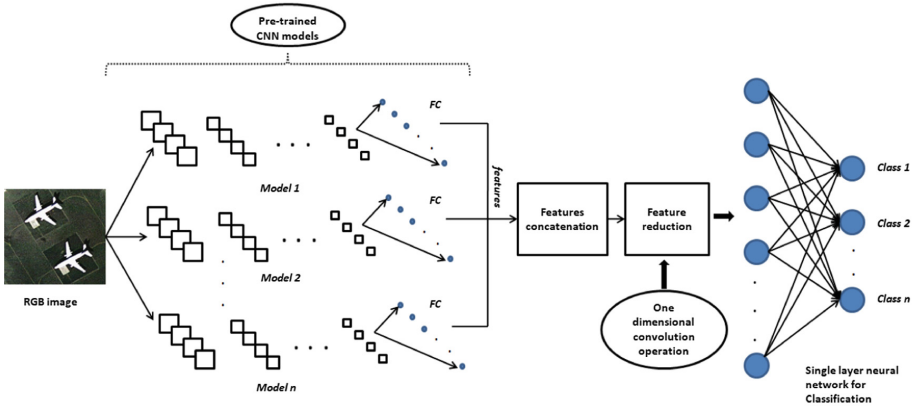 Pre-trained
CNN models
FC
Model 1
features
FC
Model 2
FC
Model n
RGB image
Features
concatenation
Feature
reduction
One
dimensional
convolution
operation
Class 1
Class 2
Class n
Single layer neural
network for
Classification